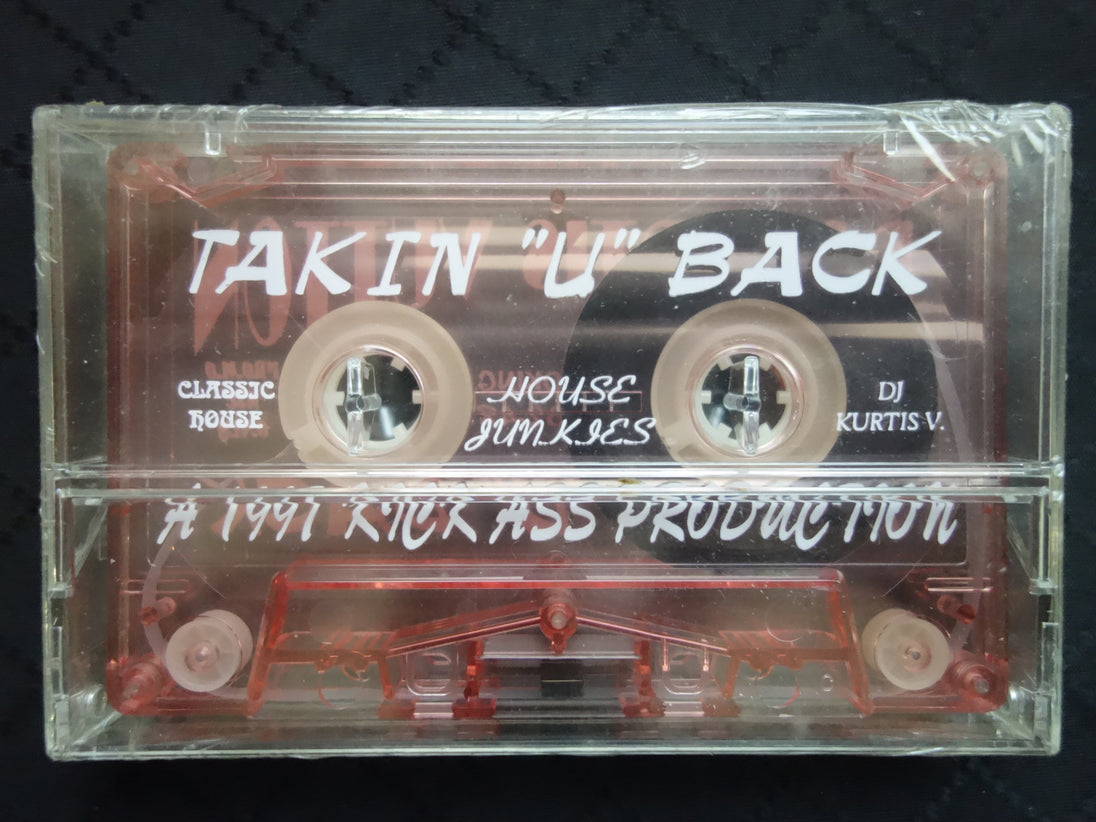 TAKIN "U" BACK
CLASSIC
HOUSE
HOUSE
JUNKIES
DJ
KURTIS V.
A 1997 KICK ASS PRODUCTION